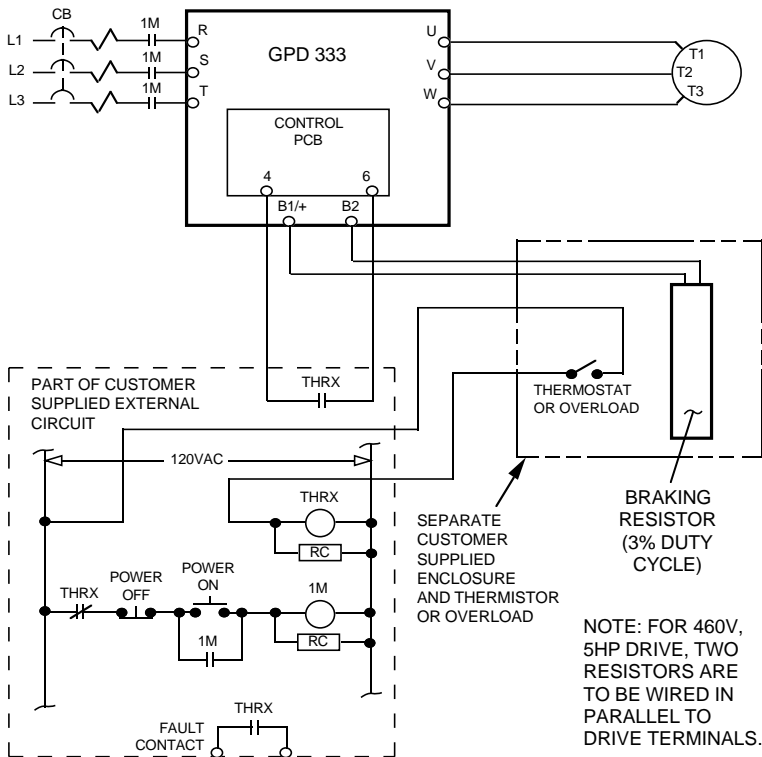 CB
L1
1M
R
L2
1M
S
L3
1M
T
GPD 333
U
V
W
T1
T2
T3
CONTROL
PCB
4
6
B1/+
B2
THRX
THERMOSTAT
OR OVERLOAD
PART OF CUSTOMER
SUPPLIED EXTERNAL
CIRCUIT
120VAC
THRX
RC
THRX
POWER
OFF
POWER
ON
1M
1M
RC
THRX
FAULT
CONTACT
SEPARATE
CUSTOMER
SUPPLIED
ENCLOSURE
AND THERMISTOR
OR OVERLOAD
BRAKING
RESISTOR
(3% DUTY
CYCLE)
NOTE: FOR 460V,
5HP DRIVE, TWO
RESISTORS ARE
TO BE WIRED IN
PARALLEL TO
DRIVE TERMINALS.